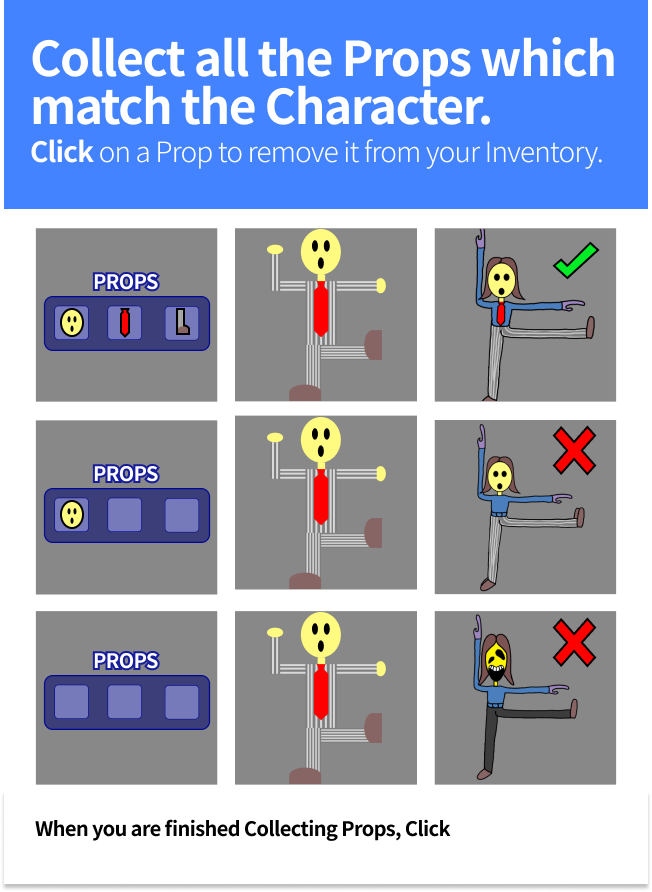 Collect all the Props which
match the Character.
Click on a Prop to remove it from your Inventory.
PROPS
PROPS
PROPS
When you are finished Collecting Props, Click